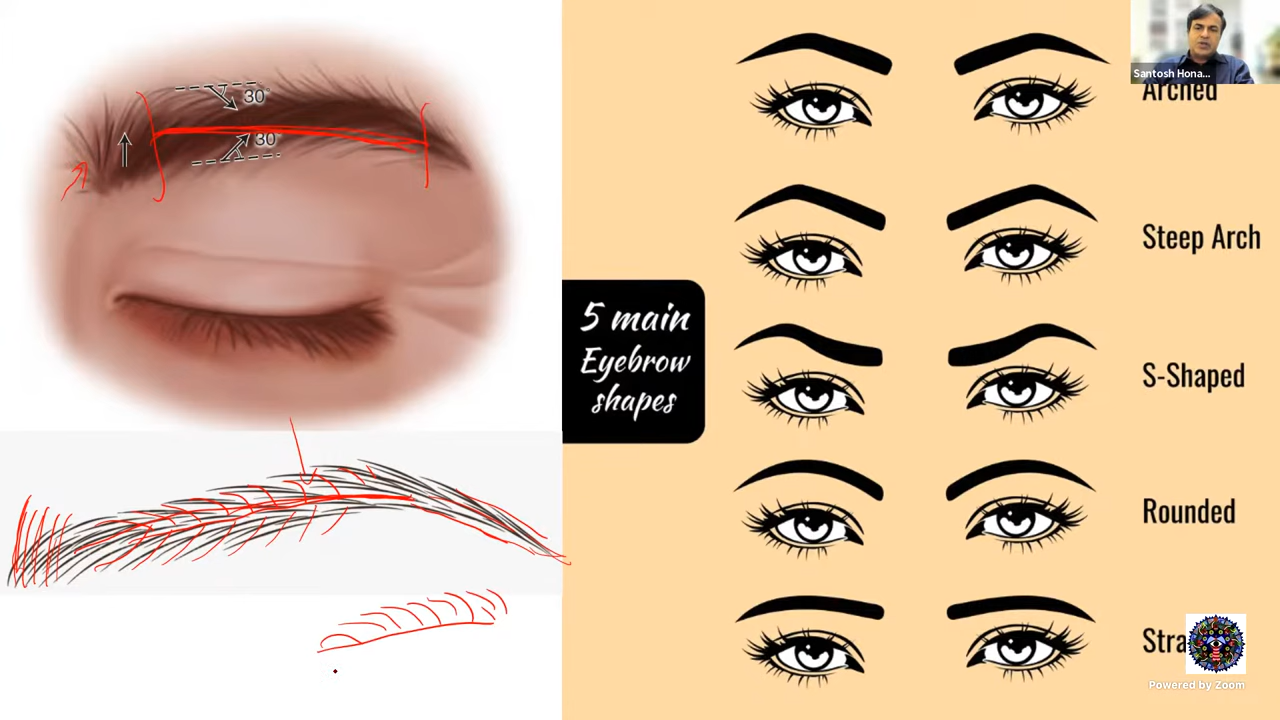 30°
30°
5 main
Eyebrow
shapes
Santosh Hona...
Arched
Steep Arch
S-Shaped
Rounded
Stra
Powered by Zoom